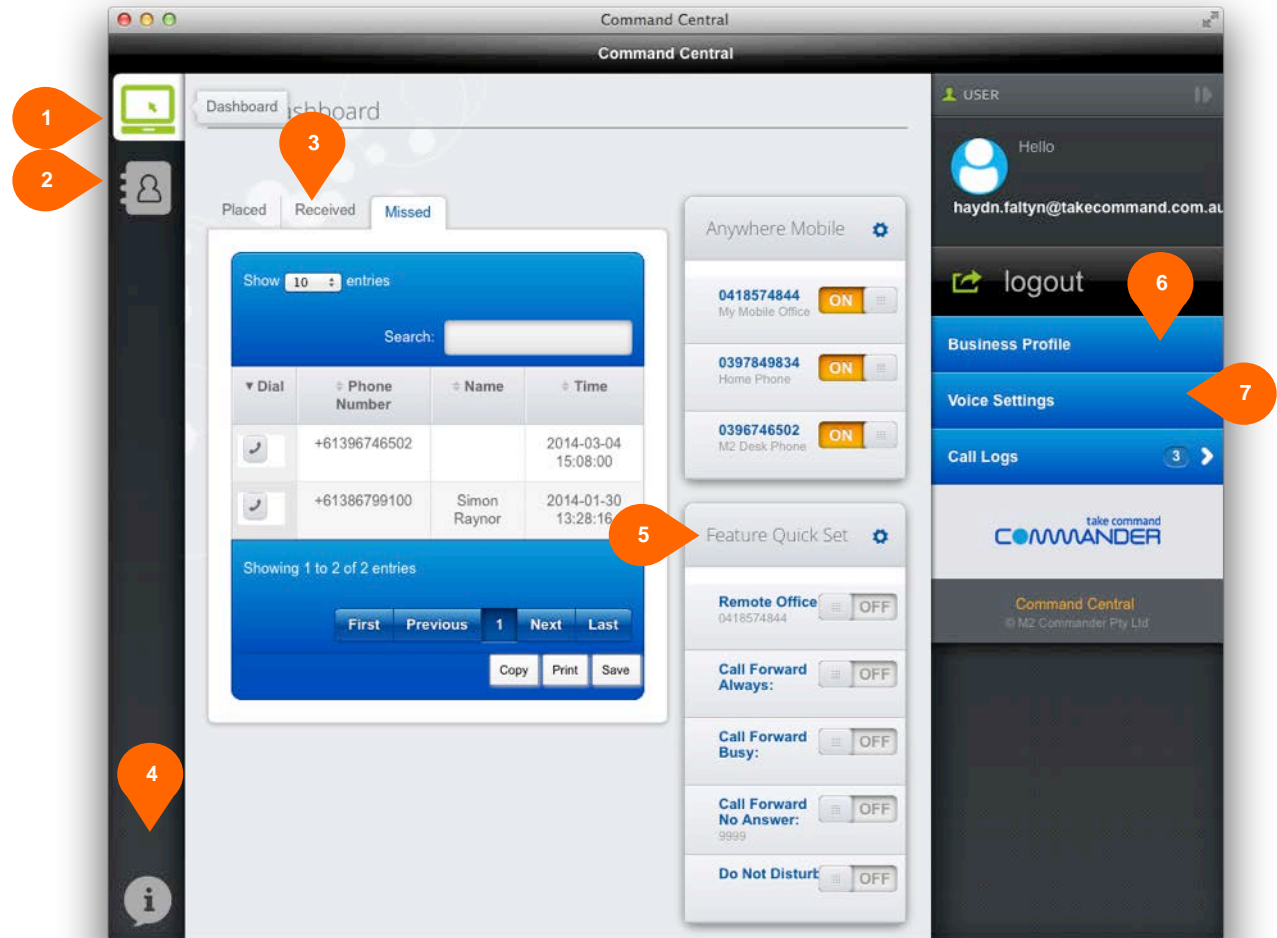 Command Central
Command Central
1
Dashboard
Dashboard
USER
2
3
Hello
haydn.faltyn@takecommand.com.au
Placed Received Missed
Anywhere Mobile
Show 10 entries
Search:
logout
6
0418574844 ON
My Mobile Office
Business Profile
0397849834 ON
Home Phone
7
Dial Phone Number Name Time
Voice Settings
0396746502 ON
M2 Desk Phone
+61396746502 2014-03-04 15:08:00
Call Logs 3
+61386799100 Simon Raynor 2014-01-30 13:28:16
5
Feature Quick Set
take command
COMMANDER
Showing 1 to 2 of 2 entries
First Previous 1 Next Last
Copy Print Save
Remote Office OFF
0418574844
Command Central
© M2 Commander Pty Ltd
Call Forward
Always: OFF
Call Forward
Busy: OFF
4
Call Forward
No Answer: OFF
9999
Do Not Disturb OFF
i